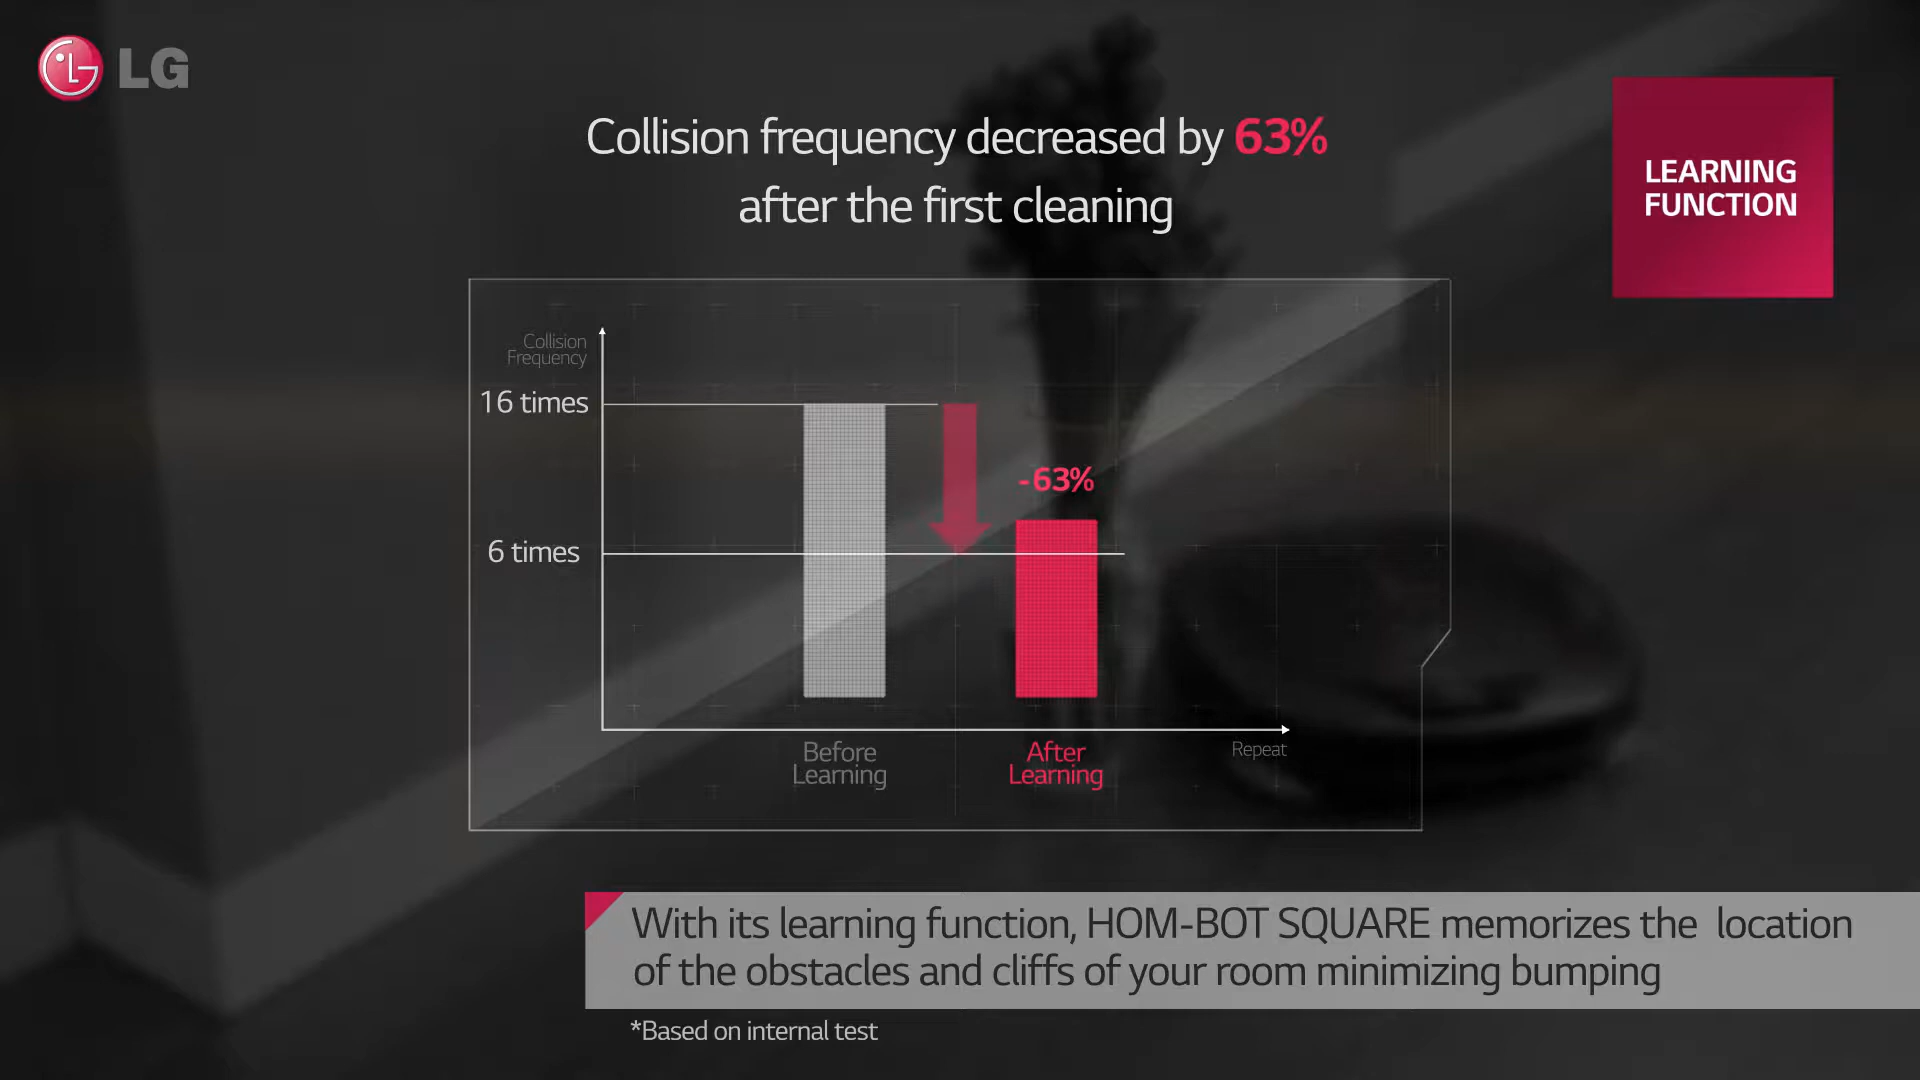 LG
Collision frequency decreased by 63%
after the first cleaning
LEARNING
FUNCTION
Collision
Frequency
16 times
-63%
6 times
Before
Learning
After
Learning
Repeat
With its learning function, HOM-BOT SQUARE memorizes the location
of the obstacles and cliffs of your room minimizing bumping
*Based on internal test